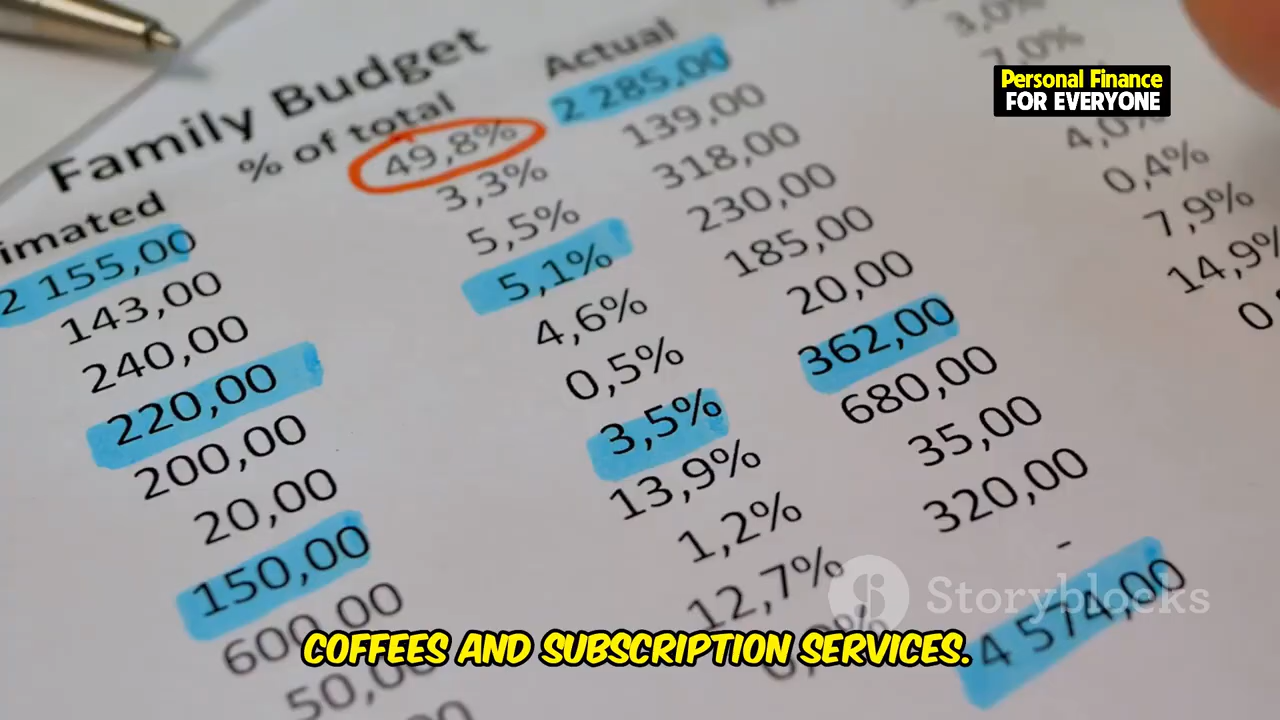 Personal Finance
FOR EVERYONE
Family Budget
imated % of total Actual
2 155,00 49,8% 2 285,00
143,00 3,3% 139,00 3,0%
240,00 5,5% 318,00 7,0%
220,00 5,1% 230,00
200,00 4,6% 185,00 4,0%
20,00 0,5% 20,00 0,4%
150,00 3,5% 362,00 7,9%
600,00 13,9% 680,00 14,9%
50,00 1,2% 35,00
12,7% 320,00
-
4 574,00
Storyblocks
COFFEES AND SUBSCRIPTION SERVICES.